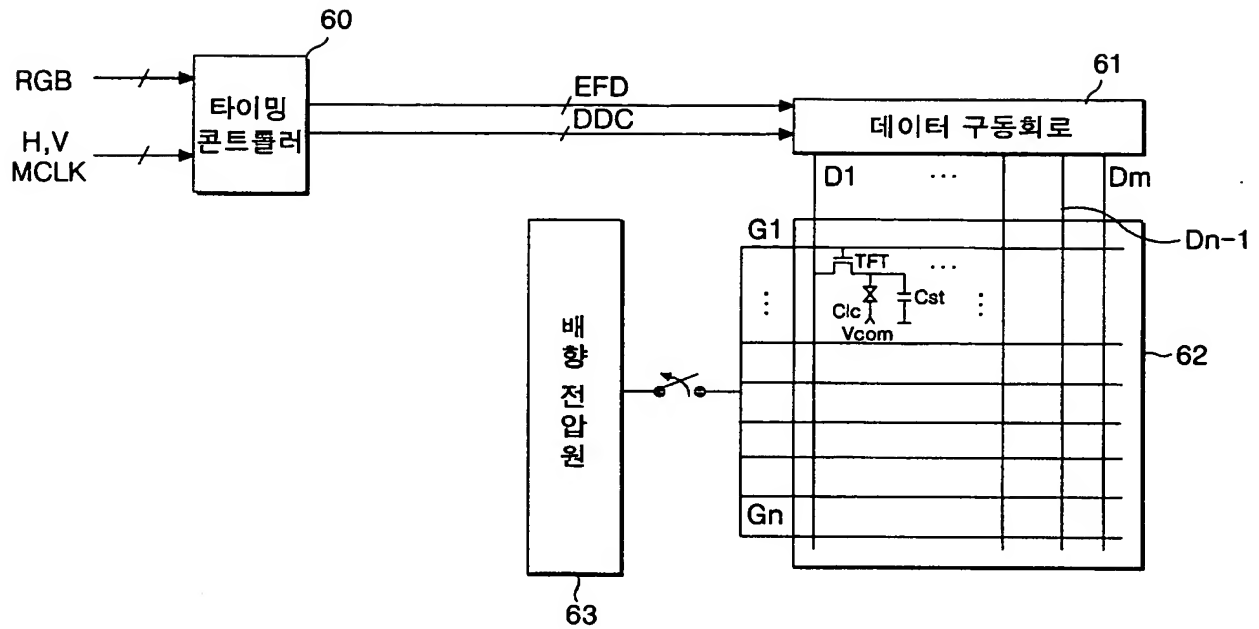 60
RGB
H,V
MCLK
타이밍
콘트롤러
EFD
DDC
61
데이터 구동회로
D1
...
Dm
Dn-1
G1
TFT
...
...
Clc
Cst
...
Vcom
62
배향 전압원
Gn
63